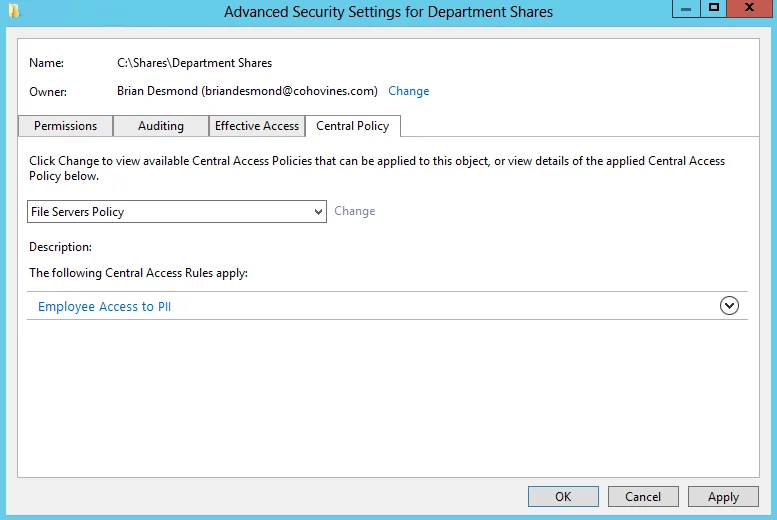 Advanced Security Settings for Department Shares
Name: C:\Shares\Department Shares
Owner: Brian Desmond (briandesmond@cohovines.com) Change
Permissions Auditing Effective Access Central Policy
Click Change to view available Central Access Policies that can be applied to this object, or view details of the applied Central Access
Policy below.
File Servers Policy Change
Description:
The following Central Access Rules apply:
Employee Access to PII
OK Cancel Apply